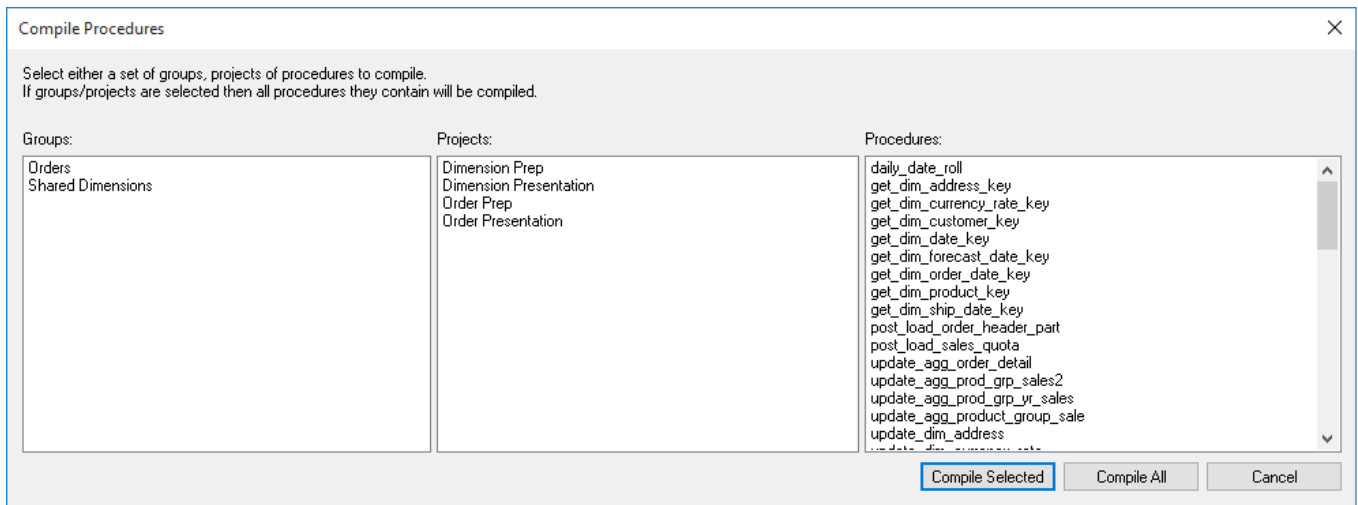 Compile Procedures
Select either a set of groups, projects of procedures to compile.
If groups/projects are selected then all procedures they contain will be compiled.
Groups:
Orders
Shared Dimensions
Projects:
Dimension Prep
Dimension Presentation
Order Prep
Order Presentation
Procedures:
daily_date_roll
get_dim_address_key
get_dim_currency_rate_key
get_dim_customer_key
get_dim_date_key
get_dim_forecast_date_key
get_dim_order_date_key
get_dim_product_key
get_dim_ship_date_key
post_load_order_header_part
post_load_sales_quota
update_agg_order_detail
update_agg_prod_grp_sales2
update_agg_prod_grp_yr_sales
update_agg_product_group_sale
update_dim_address
Compile Selected
Compile All
Cancel